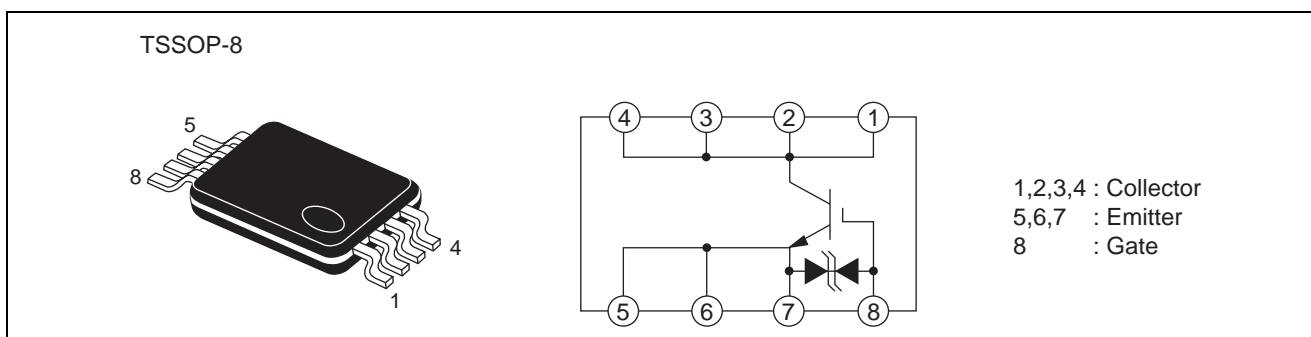 TSSOP-8
5
8
4
1
4 3 2 1
5 6 7 8
1,2,3,4 : Collector
5,6,7 : Emitter
8 : Gate